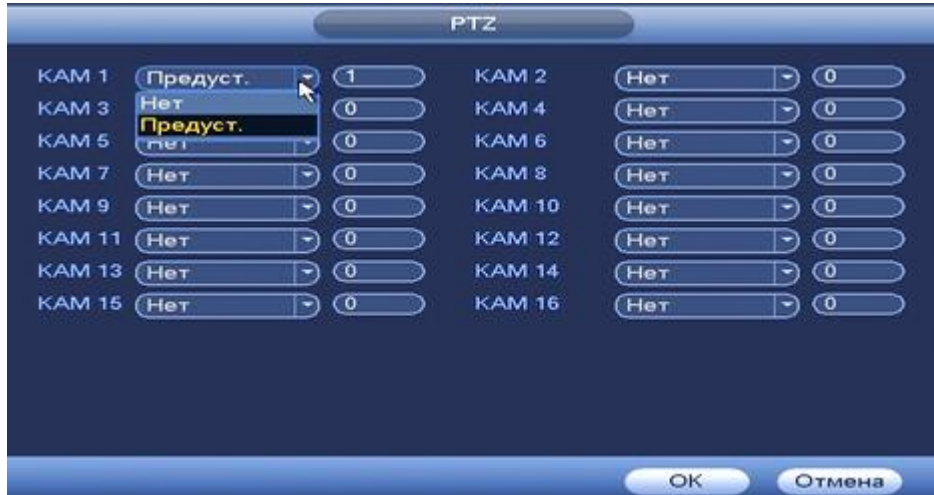 PTZ
КАМ 1 Предуст. 1 КАМ 2 Нет 0
Нет
КАМ 3 0 КАМ 4 Нет 0
Предуст.
КАМ 5 Нет 0 КАМ 6 Нет 0
КАМ 7 Нет 0 КАМ 8 Нет 0
КАМ 9 Нет 0 КАМ 10 Нет 0
КАМ 11 Нет 0 КАМ 12 Нет 0
КАМ 13 Нет 0 КАМ 14 Нет 0
КАМ 15 Нет 0 КАМ 16 Нет 0
ОК Отмена